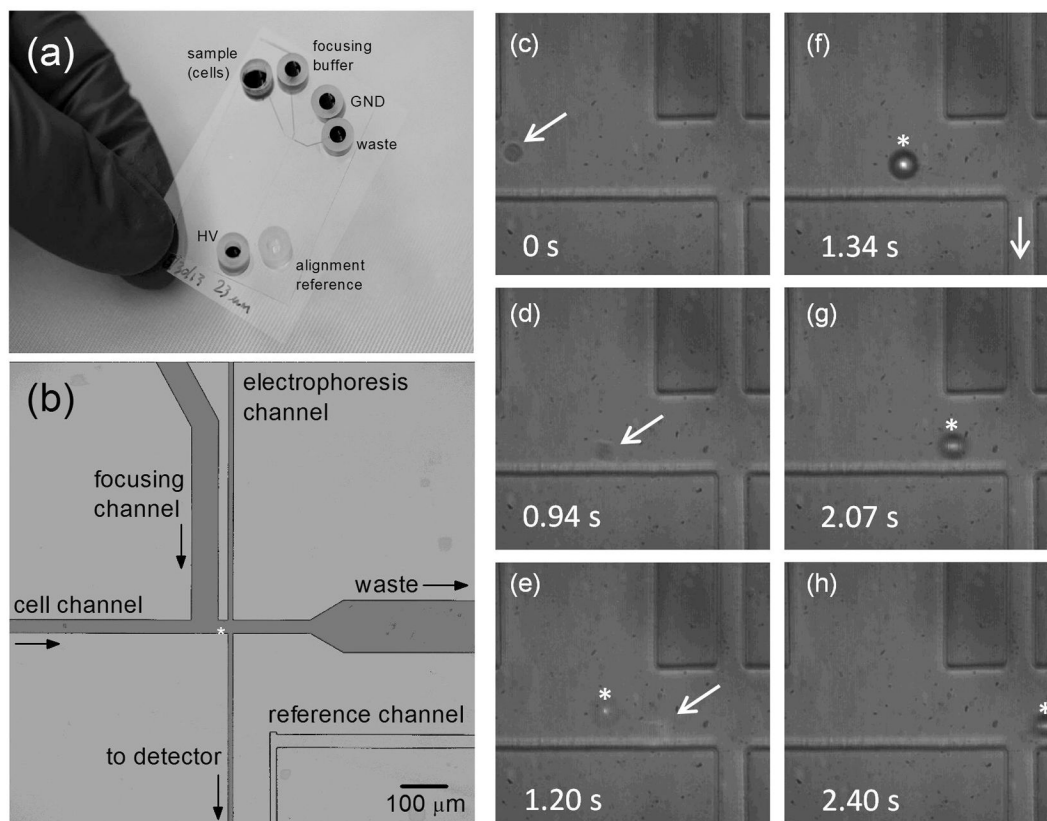 (a)
sample
(cells)
focusing
buffer
GND
waste
HV
alignment
reference
23 µm
(b)
electrophoresis
channel
focusing
channel
waste
cell channel
*
reference channel
to detector
100 µm
(c)
0 s
(d)
0.94 s
(e)
*
1.20 s
(f)
*
1.34 s
(g)
*
2.07 s
(h)
*
2.40 s